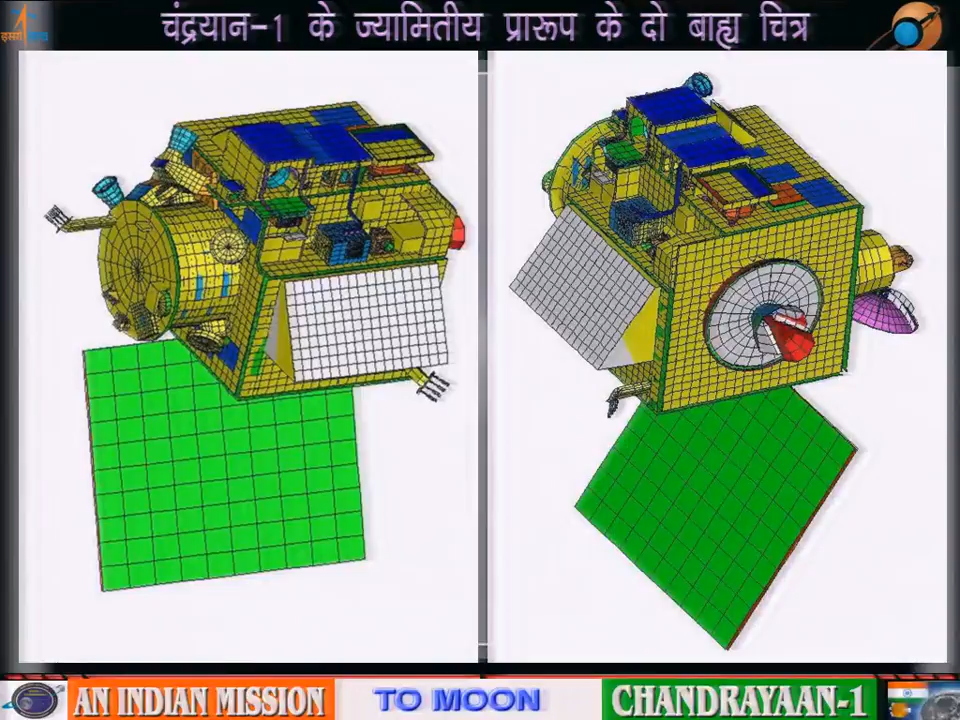 चंद्रयान-1 के ज्यामितीय प्रारूप के दो बाह्य चित्र
AN INDIAN MISSION TO MOON CHANDRAYAAN-1